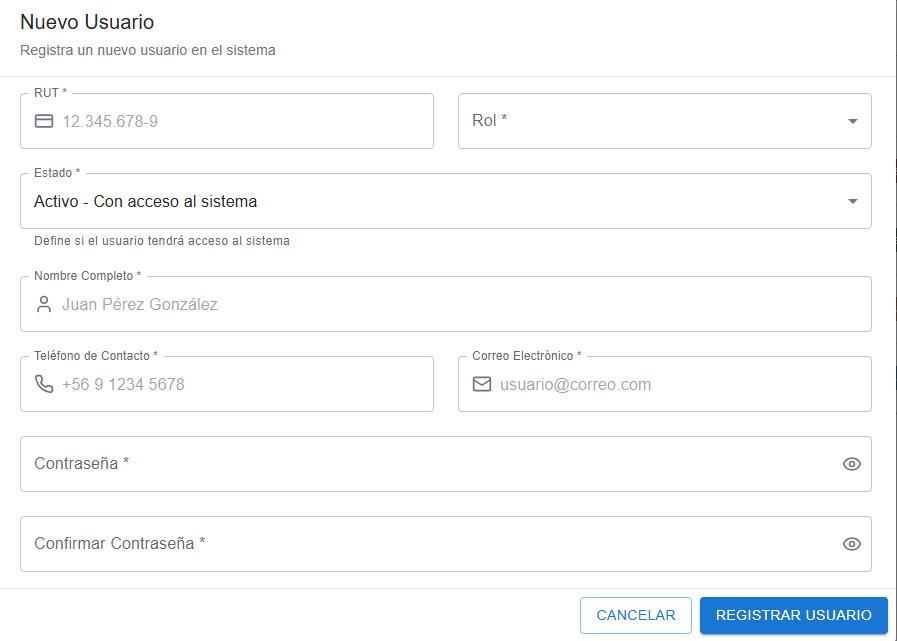 Nuevo Usuario
Registra un nuevo usuario en el sistema
RUT *
12.345.678-9
Rol *
Estado *
Activo - Con acceso al sistema
Define si el usuario tendrá acceso al sistema
Nombre Completo *
Juan Pérez González
Teléfono de Contacto *
+56 9 1234 5678
Correo Electrónico *
usuario@correo.com
Contraseña *
Confirmar Contraseña *
CANCELAR
REGISTRAR USUARIO